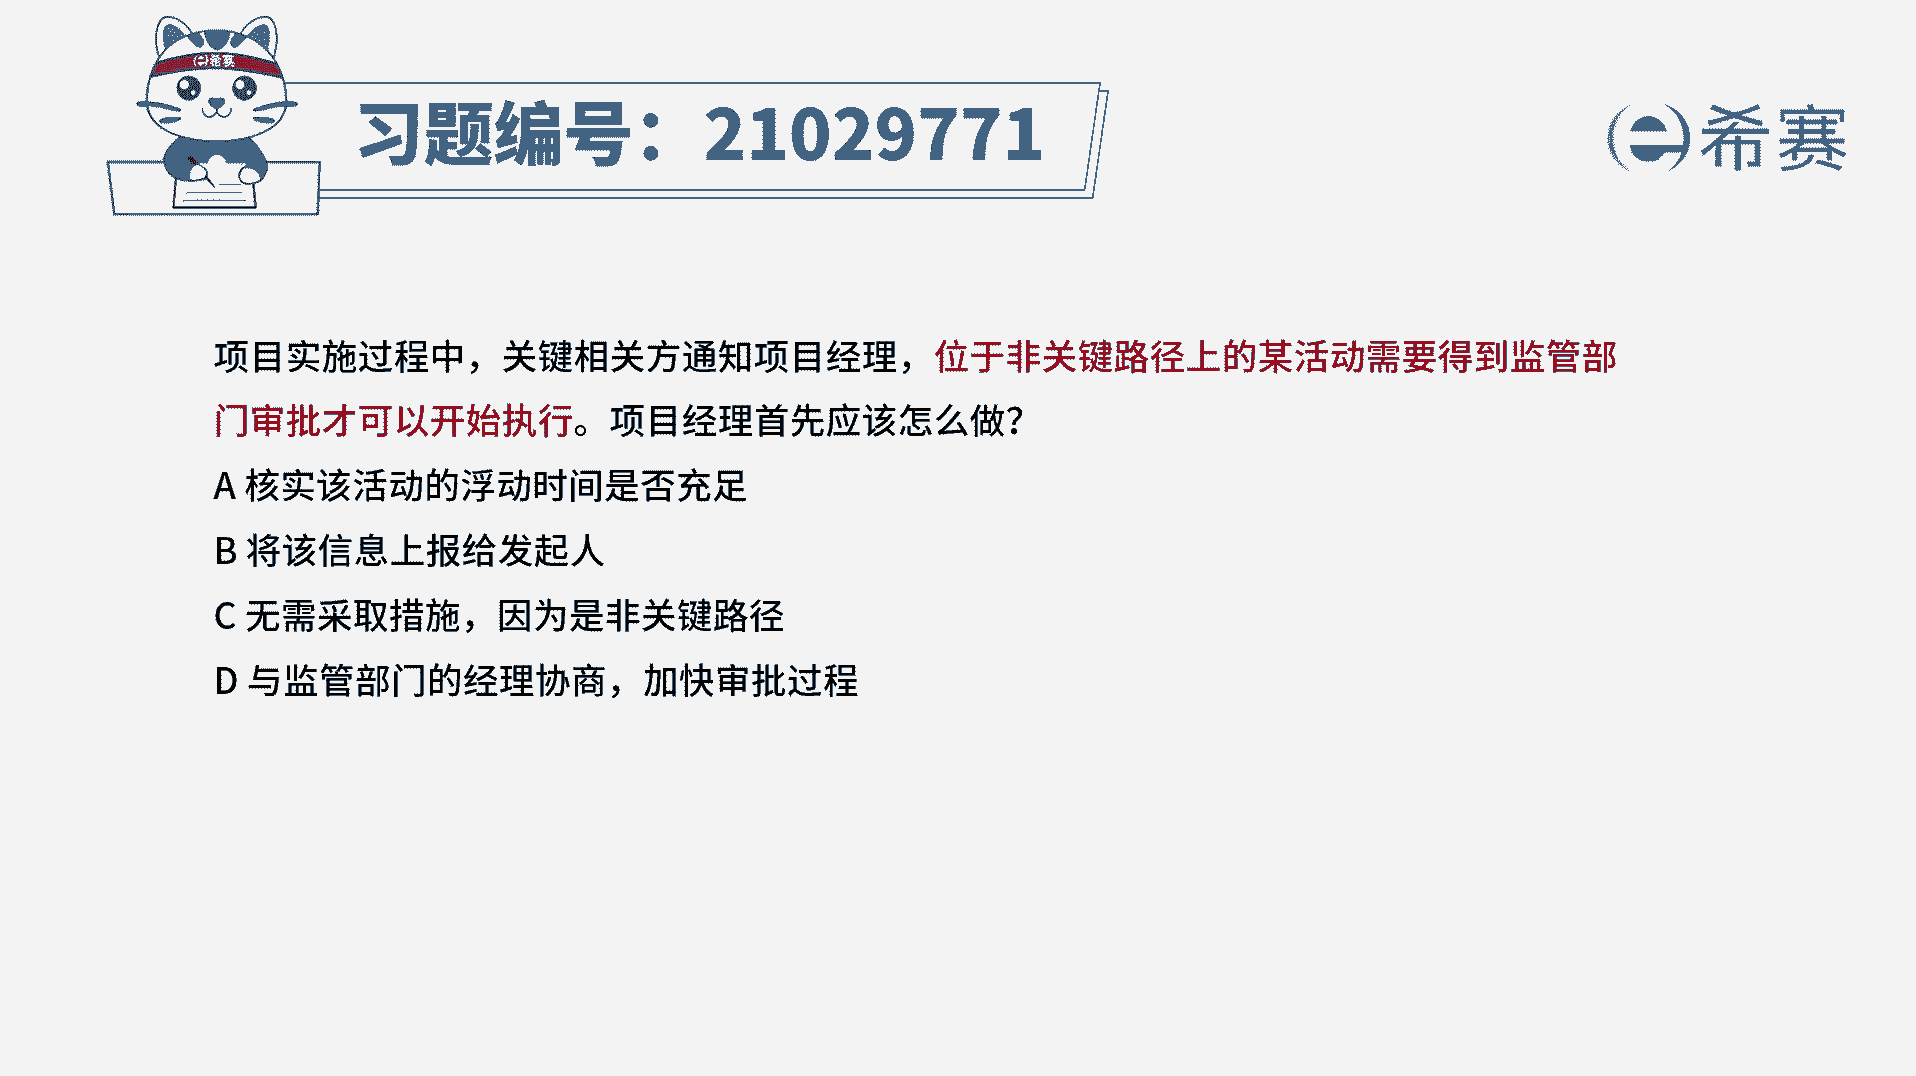 希赛
习题编号：21029771
希赛
项目实施过程中，关键相关方通知项目经理，位于非关键路径上的某活动需要得到监管部
门审批才可以开始执行。项目经理首先应该怎么做？
A 核实该活动的浮动时间是否充足
B 将该信息上报给发起人
C 无需采取措施，因为是非关键路径
D 与监管部门的经理协商，加快审批过程